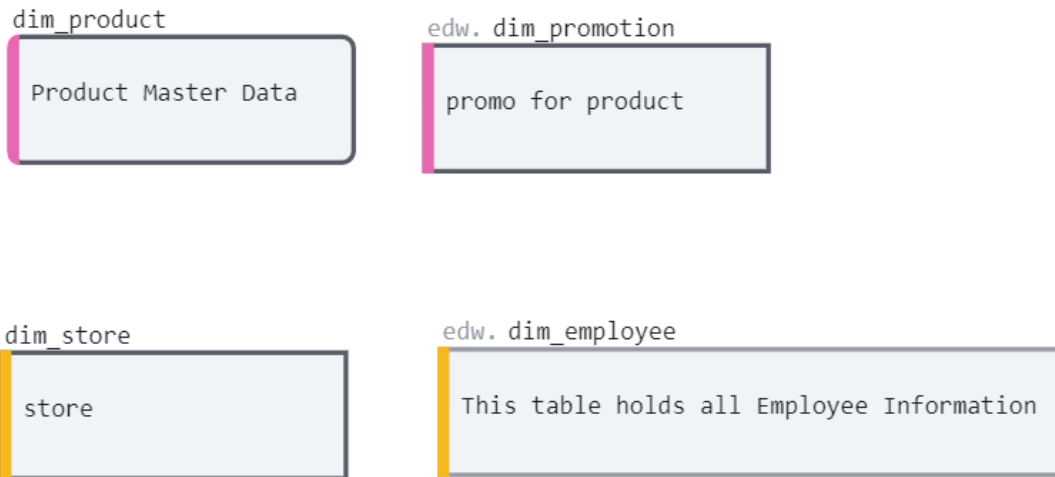 dim_product
edw. dim_promotion
Product Master Data
promo for product
dim_store
edw. dim_employee
store
This table holds all Employee Information